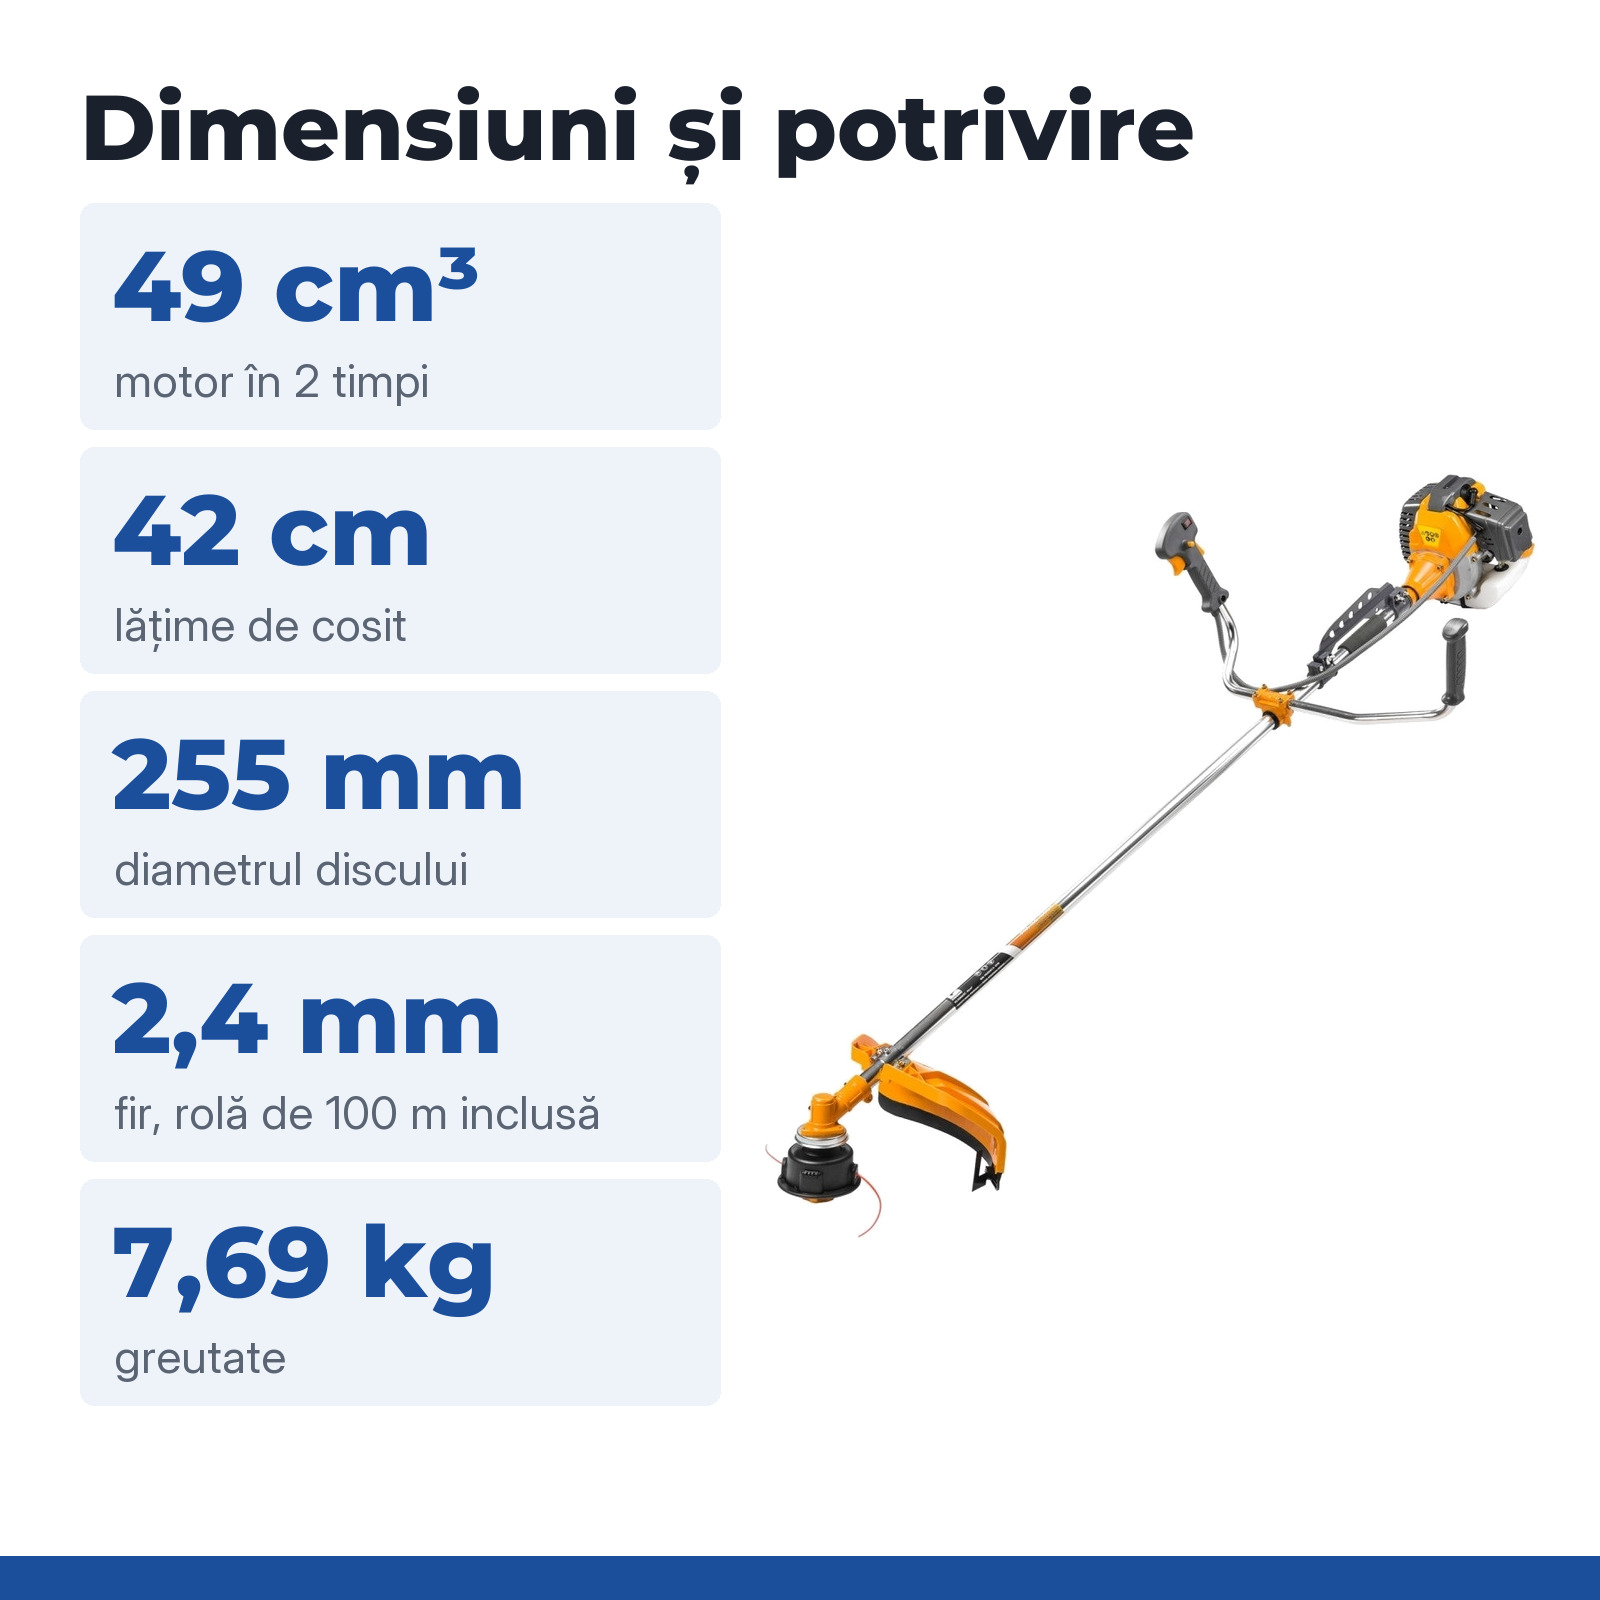 Dimensiuni și potrivire
49 cm³
motor în 2 timpi
42 cm
lățime de cosit
255 mm
diametrul discului
2,4 mm
fir, rolă de 100 m inclusă
7,69 kg
greutate